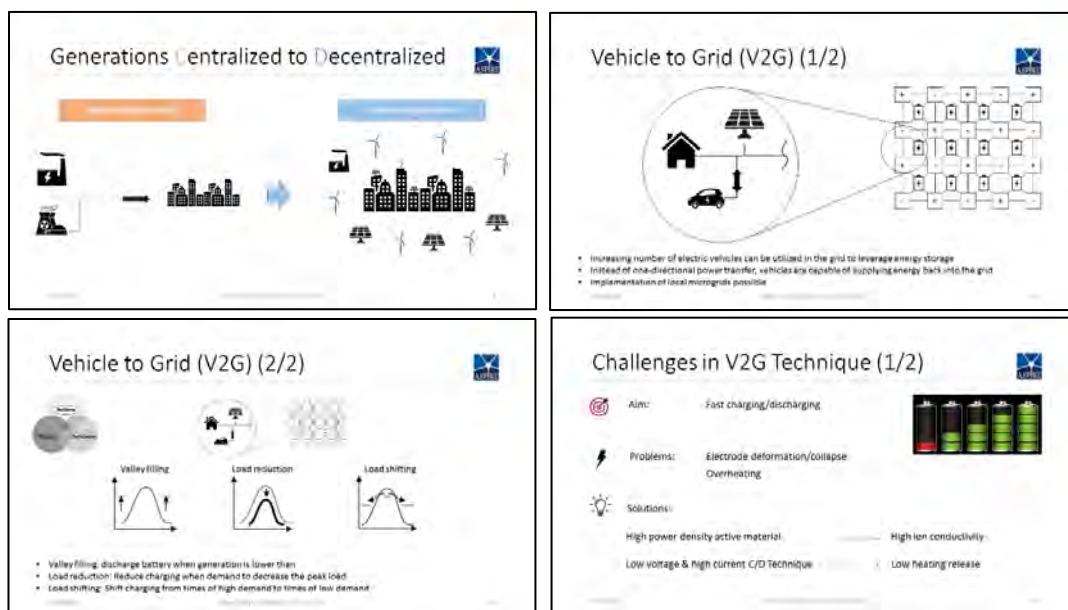 Generations Centralized to Decentralized
ASPIRE
Vehicle to Grid (V2G) (1/2)
ASPIRE
Increasing number of electric vehicles can be utilized in the grid to leverage energy storage
Instead of one-directional power transfer, vehicles are capable of supplying energy back into the grid
Implementation of local microgrids possible
Vehicle to Grid (V2G) (2/2)
ASPIRE
Valley filling
Load reduction
Load shifting
Valley filling: discharge battery when generation is lower than
Load reduction: Reduce charging when demand to decrease the peak load
Load shifting: Shift charging from times of high demand to times of low demand
Challenges in V2G Technique (1/2)
ASPIRE
Aim: Fast charging/discharging
Problems: Electrode deformation/collapse
Overheating
Solutions:
High power density active material High ion conductivity
Low voltage & high current C/D Technique Low heating release